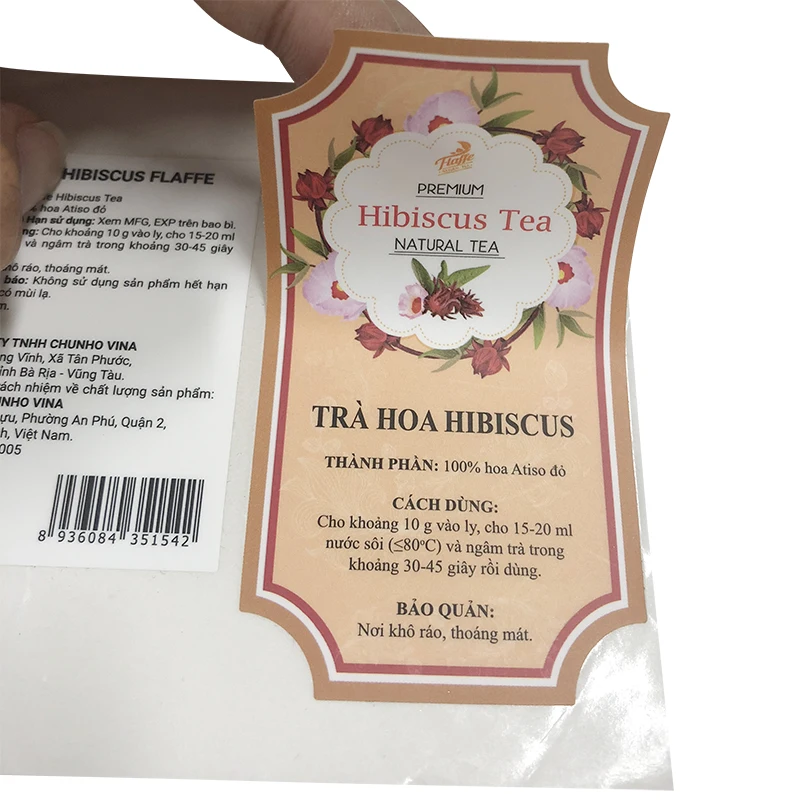 HIBISCUS FLAFFE
Hibiscus Tea
hoa Atiso đỏ
Hạn sử dụng: Xem MFG, EXP trên bao bì.
Cho khoảng 10 g vào ly, cho 15-20 ml
và ngâm trà trong khoảng 30-45 giây
khô ráo, thoáng mát.
báo: Không sử dụng sản phẩm hết hạn
có mùi lạ.
TY TNHH CHUNHO VINA
Vĩnh, Xã Tân Phước,
Tỉnh Bà Rịa - Vũng Tàu.
trách nhiệm về chất lượng sản phẩm:
VINA
Phường An Phú, Quận 2,
Việt Nam.
005
8 936084 351542
Flaffe
PREMIUM
Hibiscus Tea
NATURAL TEA
TRÀ HOA HIBISCUS
THÀNH PHẦN: 100% hoa Atiso đỏ
CÁCH DÙNG:
Cho khoảng 10 g vào ly, cho 15-20 ml
nước sôi (≤80°C) và ngâm trà trong
khoảng 30-45 giây rồi dùng.
BẢO QUẢN:
Nơi khô ráo, thoáng mát.